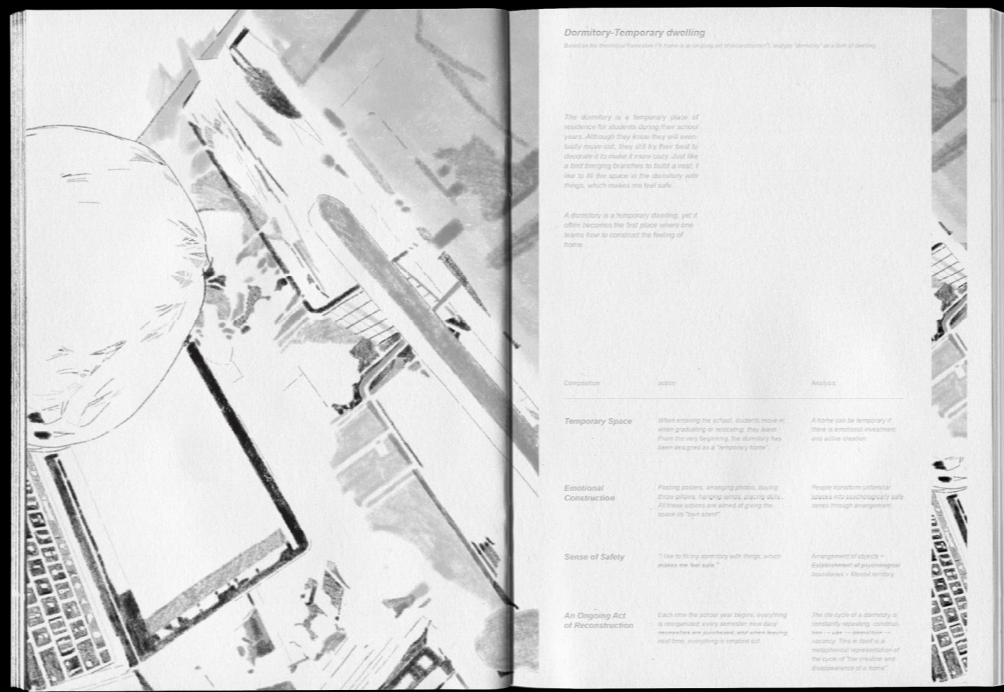 Dormitory-Temporary dwelling
Based on the theoretical framework ("A home is an on-going act of reconstruction"), analyze "dormitory" as a form of dwelling.
The dormitory is a temporary place of
residence for students during their school
years. Although they know they will even-
tually move out, they still try their best to
decorate it to make it more cozy. Just like
a bird bringing branches to build a nest, I
like to fill the space in the dormitory with
things, which makes me feel safe.
A dormitory is a temporary dwelling, yet it
often becomes the first place where one
learns how to construct the feeling of
home.
Composition action Analysis
Temporary Space
When entering the school, students move in;
when graduating or relocating, they leave.
From the very beginning, the dormitory has
been designed as a "temporary home".
A home can be temporary if
there is emotional investment
and active creation.
Emotional
Construction
Pasting posters, arranging photos, buying
throw pillows, hanging lamps, placing dolls...
All these actions are aimed at giving the
space its "own scent".
People transform unfamiliar
spaces into psychologically safe
zones through arrangement.
Sense of Safety
"I like to fill my dormitory with things, which
makes me feel safe."
Arrangement of objects =
Establishment of psychological
boundaries = Mental territory.
An Ongoing Act
of Reconstruction
Each time the school year begins, everything
is reorganized; every semester, new daily
necessities are purchased; and when leaving
next time, everything is emptied out.
The life cycle of a dormitory is
constantly repeating: construc-
tion → use → demolition →
vacancy. This in itself is a
metaphorical representation of
the cycle of "the creation and
disappearance of a home".